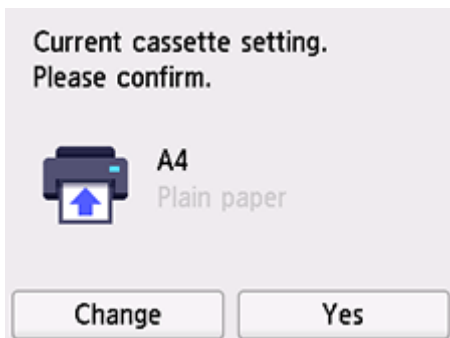 Current cassette setting.
Please confirm.
A4
Plain paper
Change
Yes